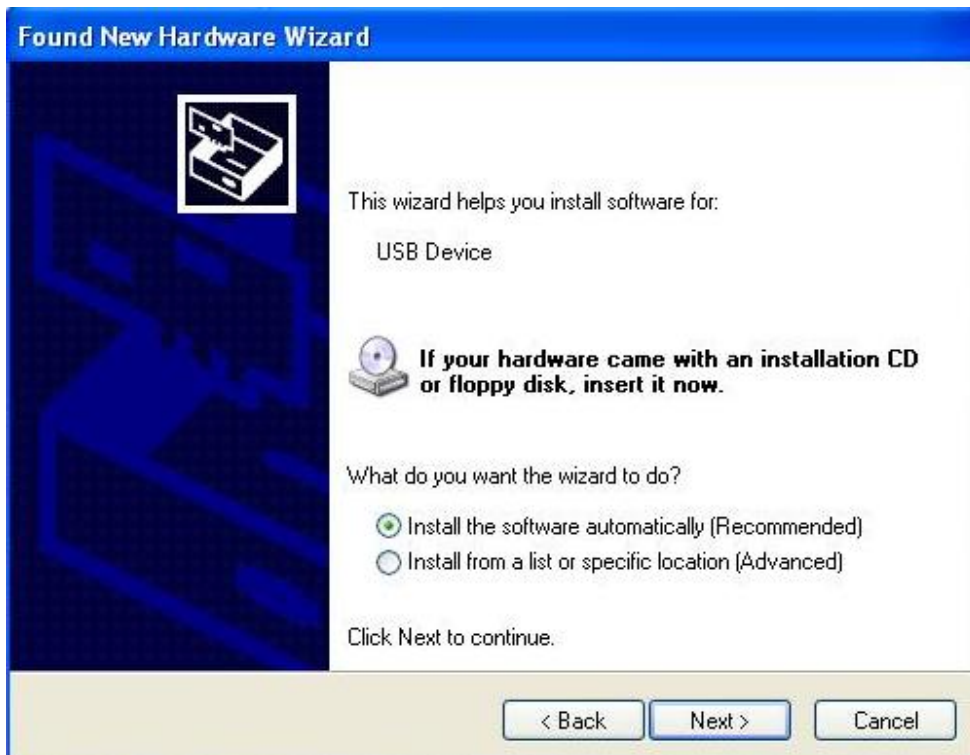 Found New Hardware Wizard
This wizard helps you install software for:
USB Device
If your hardware came with an installation CD
or floppy disk, insert it now.
What do you want the wizard to do?
Install the software automatically (Recommended)
Install from a list or specific location (Advanced)
Click Next to continue.
< Back
Next >
Cancel